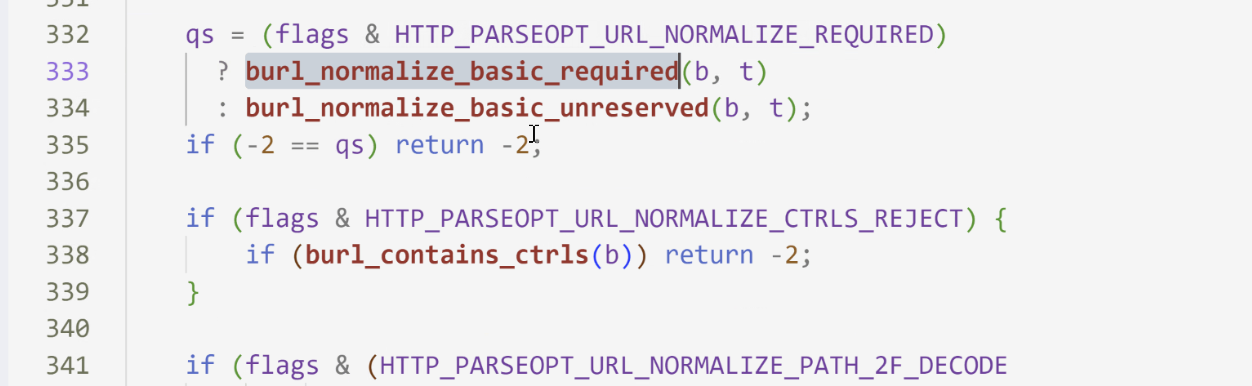 332 qs = (flags & HTTP_PARSEOPT_URL_NORMALIZE_REQUIRED)
333 ? burl_normalize_basic_required(b, t)
334 : burl_normalize_basic_unreserved(b, t);
335 if (-2 == qs) return -2;
336
337 if (flags & HTTP_PARSEOPT_URL_NORMALIZE_CTRLS_REJECT) {
338 if (burl_contains_ctrls(b)) return -2;
339 }
340
341 if (flags & (HTTP_PARSEOPT_URL_NORMALIZE_PATH_2F_DECODE